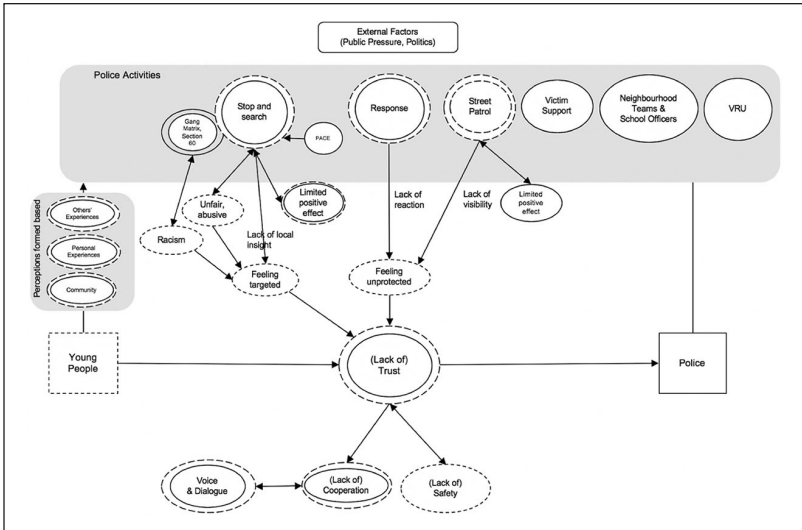 External Factors
(Public Pressure, Politics)
Police Activities
Gang
Matrix,
Section
60
Stop and
search
PACE
Response
Street
Patrol
Victim
Support
Neighbourhood
Teams &
School Officers
VRU
Perceptions formed based
Others'
Experiences
Personal
Experiences
Community
Racism
Unfair,
abusive
Lack of local
insight
Limited
positive
effect
Feeling
targeted
Lack of
reaction
Lack of
visibility
Limited
positive
effect
Feeling
unprotected
Young
People
(Lack of)
Trust
Police
Voice
& Dialogue
(Lack of)
Cooperation
(Lack of)
Safety